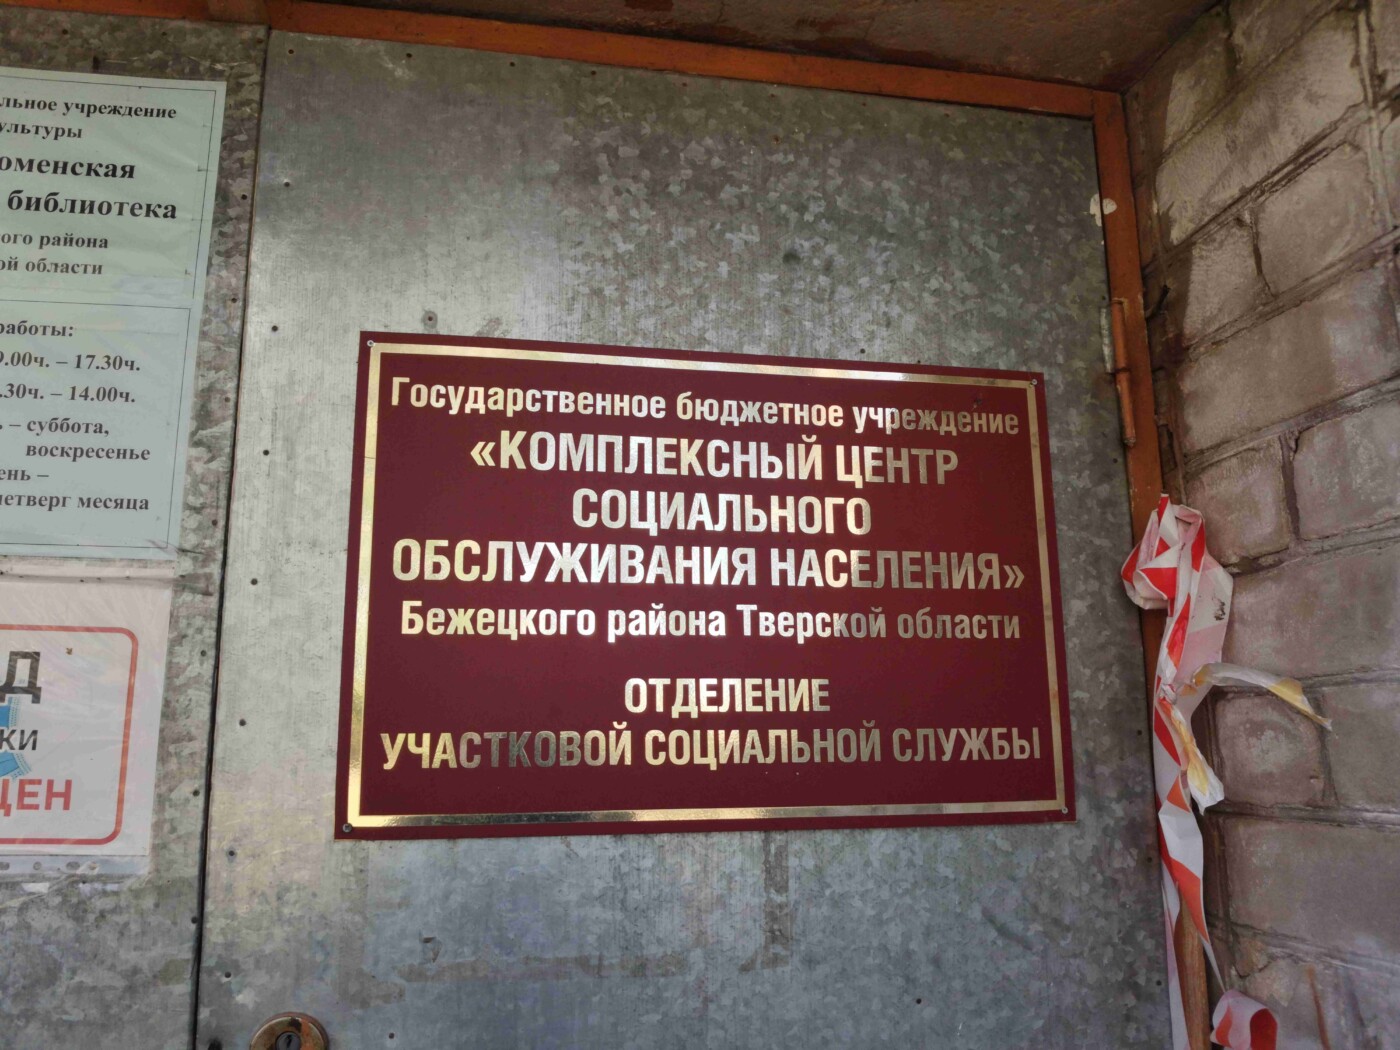 льное учреждение
ультуры
оменская
библиотека
ого района
ой области
работы:
9.00ч. – 17.30ч.
.30ч. – 14.00ч.
ь – суббота,
воскресенье
ень –
четверг месяца
Д
ки
ЩЕН
Государственное бюджетное учреждение
«КОМПЛЕКСНЫЙ ЦЕНТР
СОЦИАЛЬНОГО
ОБСЛУЖИВАНИЯ НАСЕЛЕНИЯ»
Бежецкого района Тверской области
ОТДЕЛЕНИЕ
УЧАСТКОВОЙ СОЦИАЛЬНОЙ СЛУЖБЫ